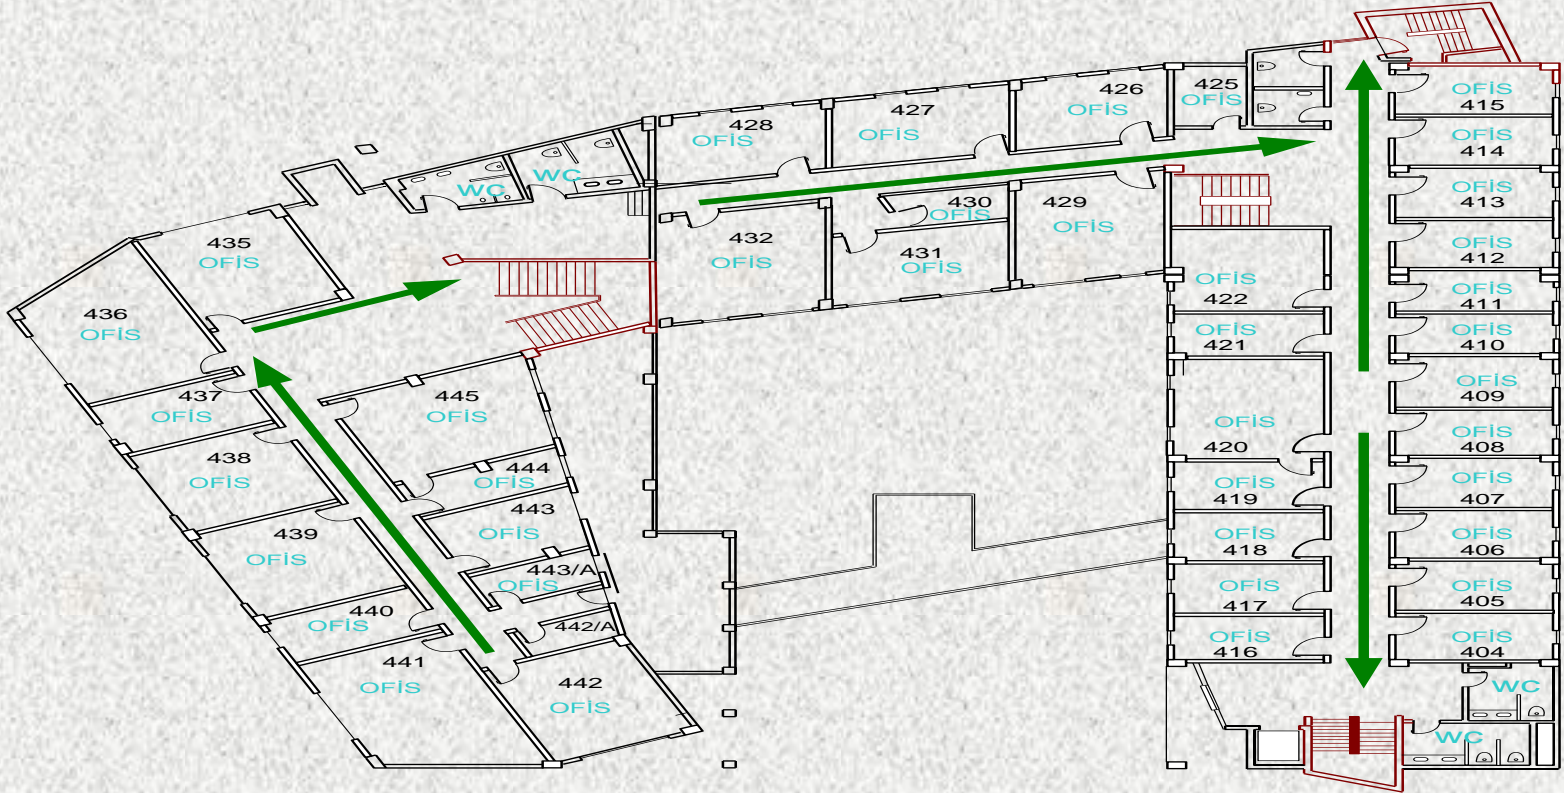 OFİS
415
OFİS
414
OFİS
413
OFİS
412
OFİS
411
OFİS
410
OFİS
409
OFİS
408
OFİS
407
OFİS
406
OFİS
405
OFİS
404
WC
WC
425
OFİS
426
OFİS
427
OFİS
428
OFİS
WC
WC
429
OFİS
430
OFİS
431
OFİS
432
OFİS
OFİS
422
OFİS
421
OFİS
420
OFİS
419
OFİS
418
OFİS
417
OFİS
416
435
OFİS
436
OFİS
437
OFİS
438
OFİS
439
OFİS
440
OFİS
441
OFİS
445
OFİS
444
OFİS
443
OFİS
443/A
OFİS
442/A
442
OFİS